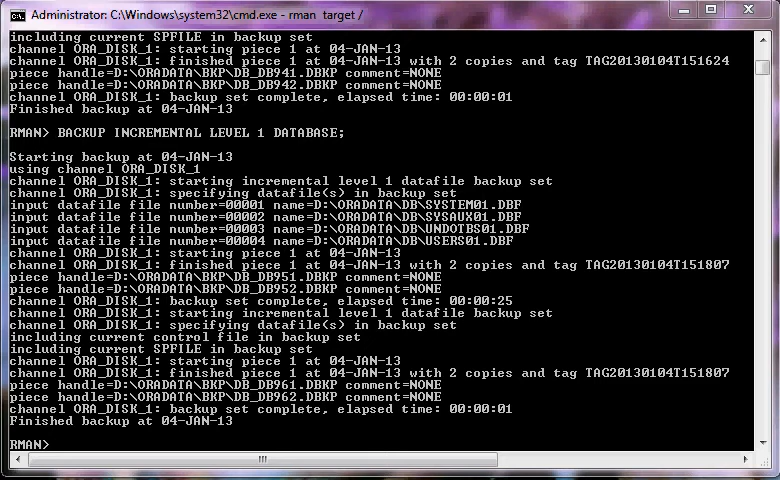 Administrator: C:\Windows\system32\cmd.exe - rman  target /
including current SPFILE in backup set
channel ORA_DISK_1: starting piece 1 at 04-JAN-13
channel ORA_DISK_1: finished piece 1 at 04-JAN-13 with 2 copies and tag TAG20130104T151624
piece handle=D:\ORADATA\BKP\DB_DB941.DBKP comment=NONE
piece handle=D:\ORADATA\BKP\DB_DB942.DBKP comment=NONE
channel ORA_DISK_1: backup set complete, elapsed time: 00:00:01
Finished backup at 04-JAN-13
RMAN> BACKUP INCREMENTAL LEVEL 1 DATABASE;
Starting backup at 04-JAN-13
using channel ORA_DISK_1
channel ORA_DISK_1: starting incremental level 1 datafile backup set
channel ORA_DISK_1: specifying datafile(s) in backup set
input datafile file number=00001 name=D:\ORADATA\DB\SYSTEM01.DBF
input datafile file number=00002 name=D:\ORADATA\DB\SYSAUX01.DBF
input datafile file number=00003 name=D:\ORADATA\DB\UNDOTBS01.DBF
input datafile file number=00004 name=D:\ORADATA\DB\USERS01.DBF
channel ORA_DISK_1: starting piece 1 at 04-JAN-13
channel ORA_DISK_1: finished piece 1 at 04-JAN-13 with 2 copies and tag TAG20130104T151807
piece handle=D:\ORADATA\BKP\DB_DB951.DBKP comment=NONE
piece handle=D:\ORADATA\BKP\DB_DB952.DBKP comment=NONE
channel ORA_DISK_1: backup set complete, elapsed time: 00:00:25
channel ORA_DISK_1: starting incremental level 1 datafile backup set
channel ORA_DISK_1: specifying datafile(s) in backup set
including current control file in backup set
including current SPFILE in backup set
channel ORA_DISK_1: starting piece 1 at 04-JAN-13
channel ORA_DISK_1: finished piece 1 at 04-JAN-13 with 2 copies and tag TAG20130104T151807
piece handle=D:\ORADATA\BKP\DB_DB961.DBKP comment=NONE
piece handle=D:\ORADATA\BKP\DB_DB962.DBKP comment=NONE
channel ORA_DISK_1: backup set complete, elapsed time: 00:00:01
Finished backup at 04-JAN-13
RMAN>